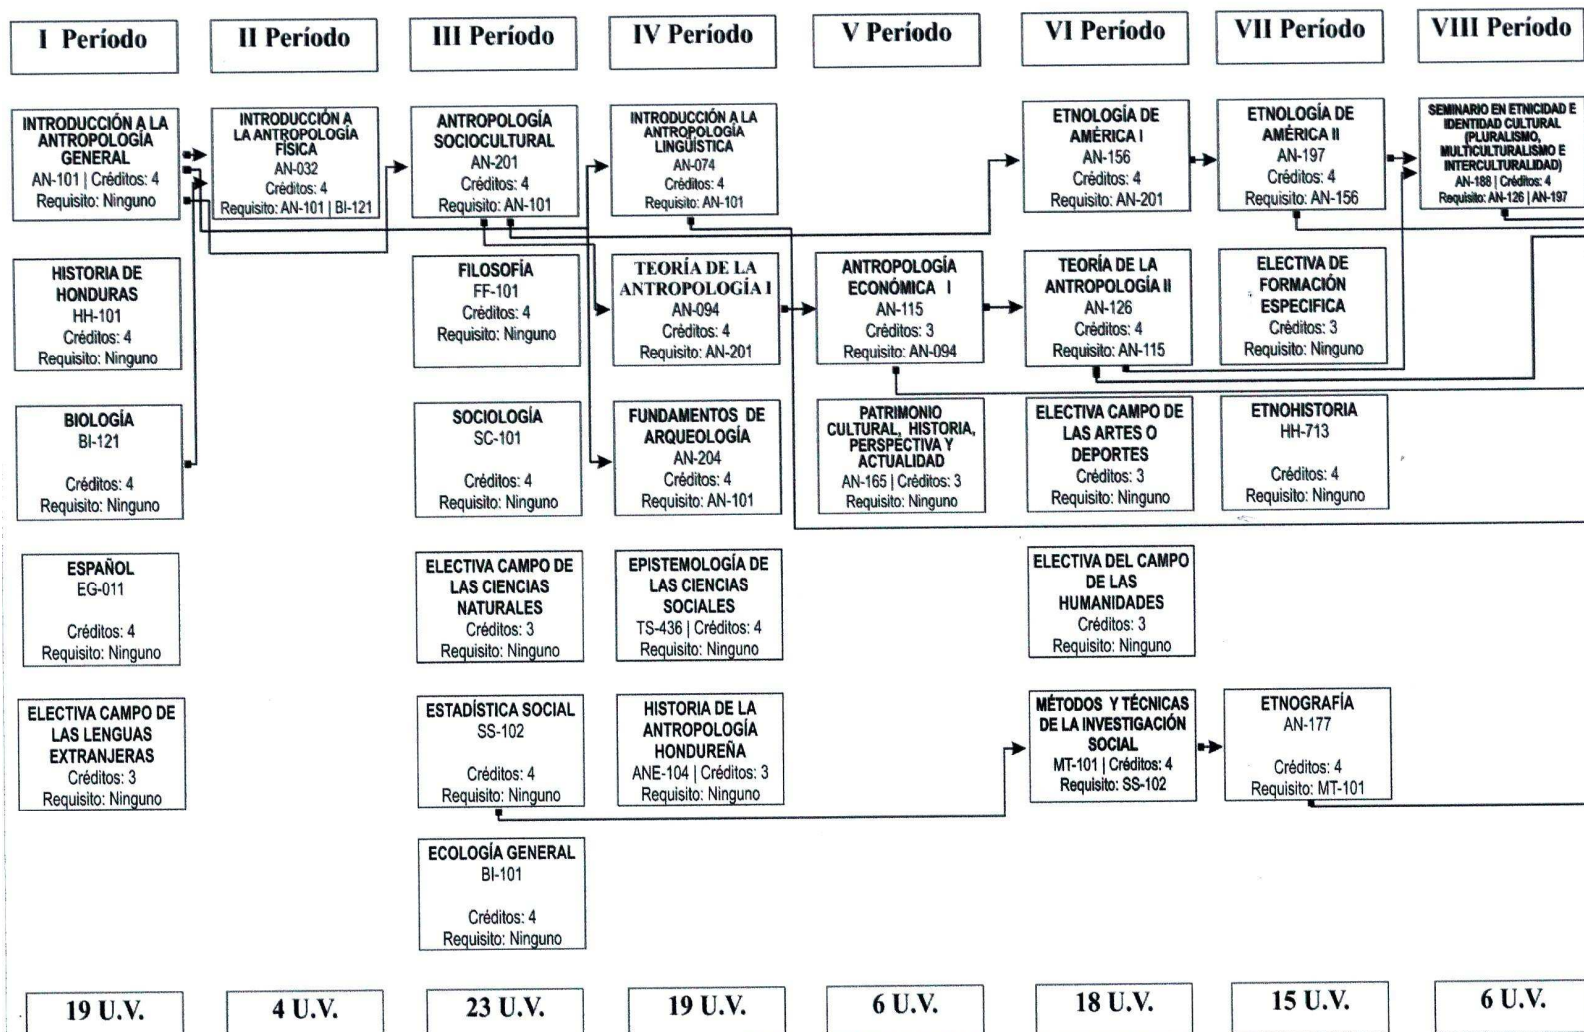 I Período
II Período
III Período
IV Período
V Período
VI Período
VII Período
VIII Período
INTRODUCCIÓN A LA
ANTROPOLOGÍA
GENERAL
AN-101 | Créditos: 4
Requisito: Ninguno
HISTORIA DE
HONDURAS
HH-101
Créditos: 4
Requisito: Ninguno
BIOLOGÍA
BI-121
Créditos: 4
Requisito: Ninguno
ESPAÑOL
EG-011
Créditos: 4
Requisito: Ninguno
ELECTIVA CAMPO DE
LAS LENGUAS
EXTRANJERAS
Créditos: 3
Requisito: Ninguno
19 U.V.
INTRODUCCIÓN A
LA ANTROPOLOGÍA
FÍSICA
AN-032
Créditos: 4
Requisito: AN-101 | BI-121
4 U.V.
ANTROPOLOGÍA
SOCIOCULTURAL
AN-201
Créditos: 4
Requisito: AN-101
FILOSOFÍA
FF-101
Créditos: 4
Requisito: Ninguno
SOCIOLOGÍA
SC-101
Créditos: 4
Requisito: Ninguno
ELECTIVA CAMPO DE
LAS CIENCIAS
NATURALES
Créditos: 3
Requisito: Ninguno
ESTADÍSTICA SOCIAL
SS-102
Créditos: 4
Requisito: Ninguno
ECOLOGÍA GENERAL
BI-101
Créditos: 4
Requisito: Ninguno
23 U.V.
INTRODUCCIÓN A LA
ANTROPOLOGÍA
LINGÜÍSTICA
AN-074
Créditos: 4
Requisito: AN-101
TEORÍA DE LA
ANTROPOLOGÍA I
AN-094
Créditos: 4
Requisito: AN-201
FUNDAMENTOS DE
ARQUEOLOGÍA
AN-204
Créditos: 4
Requisito: AN-101
EPISTEMOLOGÍA DE
LAS CIENCIAS
SOCIALES
TS-436 | Créditos: 4
Requisito: Ninguno
HISTORIA DE LA
ANTROPOLOGÍA
HONDUREÑA
ANE-104 | Créditos: 3
Requisito: Ninguno
19 U.V.
ANTROPOLOGÍA
ECONÓMICA I
AN-115
Créditos: 3
Requisito: AN-094
PATRIMONIO
CULTURAL, HISTORIA,
PERSPECTIVA Y
ACTUALIDAD
AN-165 | Créditos: 3
Requisito: Ninguno
6 U.V.
ETNOLOGÍA DE
AMÉRICA I
AN-156
Créditos: 4
Requisito: AN-201
TEORÍA DE LA
ANTROPOLOGÍA II
AN-126
Créditos: 4
Requisito: AN-115
ELECTIVA CAMPO DE
LAS ARTES O
DEPORTES
Créditos: 3
Requisito: Ninguno
ELECTIVA DEL CAMPO
DE LAS
HUMANIDADES
Créditos: 3
Requisito: Ninguno
MÉTODOS Y TÉCNICAS
DE LA INVESTIGACIÓN
SOCIAL
MT-101 | Créditos: 4
Requisito: SS-102
18 U.V.
ETNOLOGÍA DE
AMÉRICA II
AN-197
Créditos: 4
Requisito: AN-156
ELECTIVA DE
FORMACIÓN
ESPECIFICA
Créditos: 3
Requisito: Ninguno
ETNOHISTORIA
HH-713
Créditos: 4
Requisito: Ninguno
ETNOGRAFÍA
AN-177
Créditos: 4
Requisito: MT-101
15 U.V.
SEMINARIO EN ETNICIDAD E
IDENTIDAD CULTURAL
(PLURALISMO,
MULTICULTURALISMO E
INTERCULTURALIDAD)
AN-188 | Créditos: 4
Requisito: AN-126 | AN-197
6 U.V.